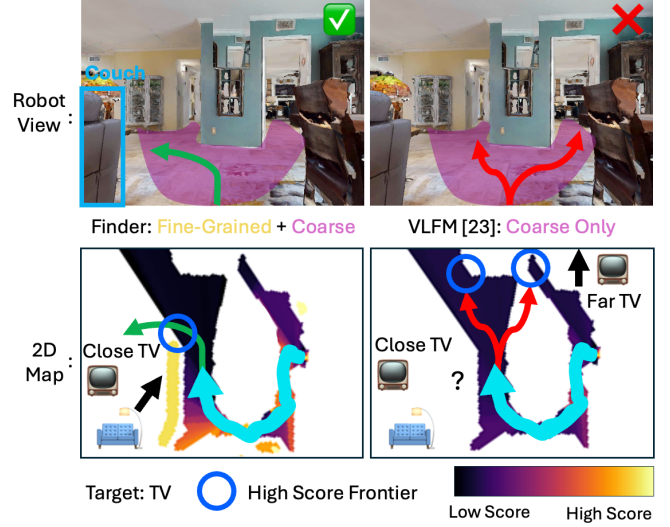 Couch
Robot
View :
Finder: Fine-Grained + Coarse
VLFM [23]: Coarse Only
Close TV
2D
Map :
Far TV
Close TV
?
Target: TV
High Score Frontier
Low Score
High Score